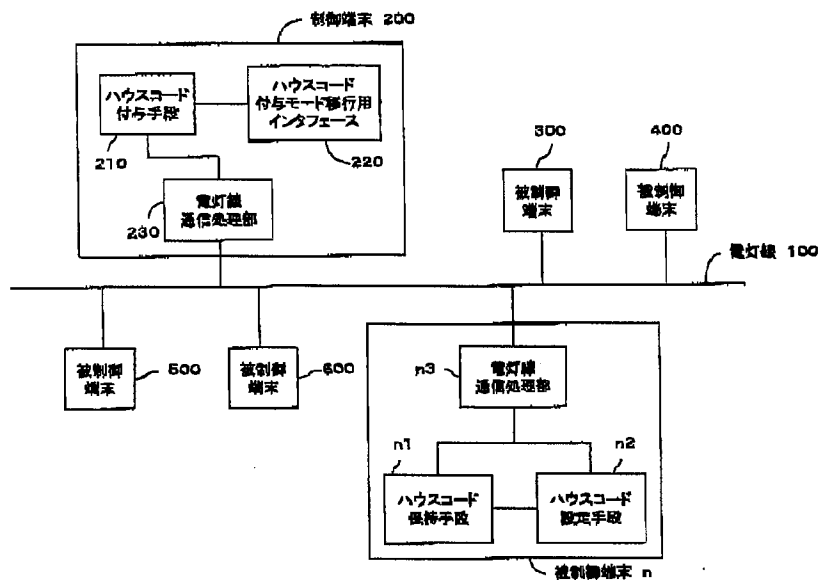 制御端末 200
ハウスコード
付与手段
ハウスコード
付与モード移行用
インタフェース
210
220
電灯線
通信処理部
230
300
400
被制御
端末
被制御
端末
電灯線 100
被制御
端末
500
被制御
端末
600
n3
電灯線
通信処理部
n1
n2
ハウスコード
保持手段
ハウスコード
設定手段
被制御端末 n